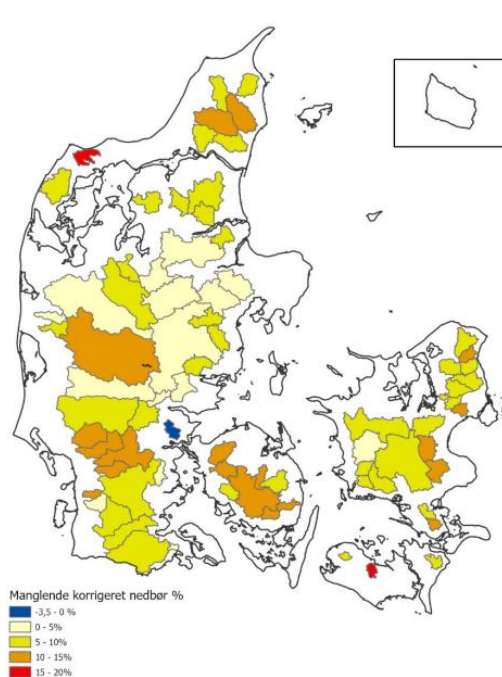 Manglende korrigeret nedbør %
-3,5 - 0 %
0 - 5%
5 - 10%
10 - 15%
15 - 20%